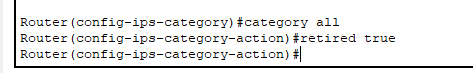 Router(config-ips-category)#category all
Router(config-ips-category-action)#retired true
Router(config-ips-category-action)#